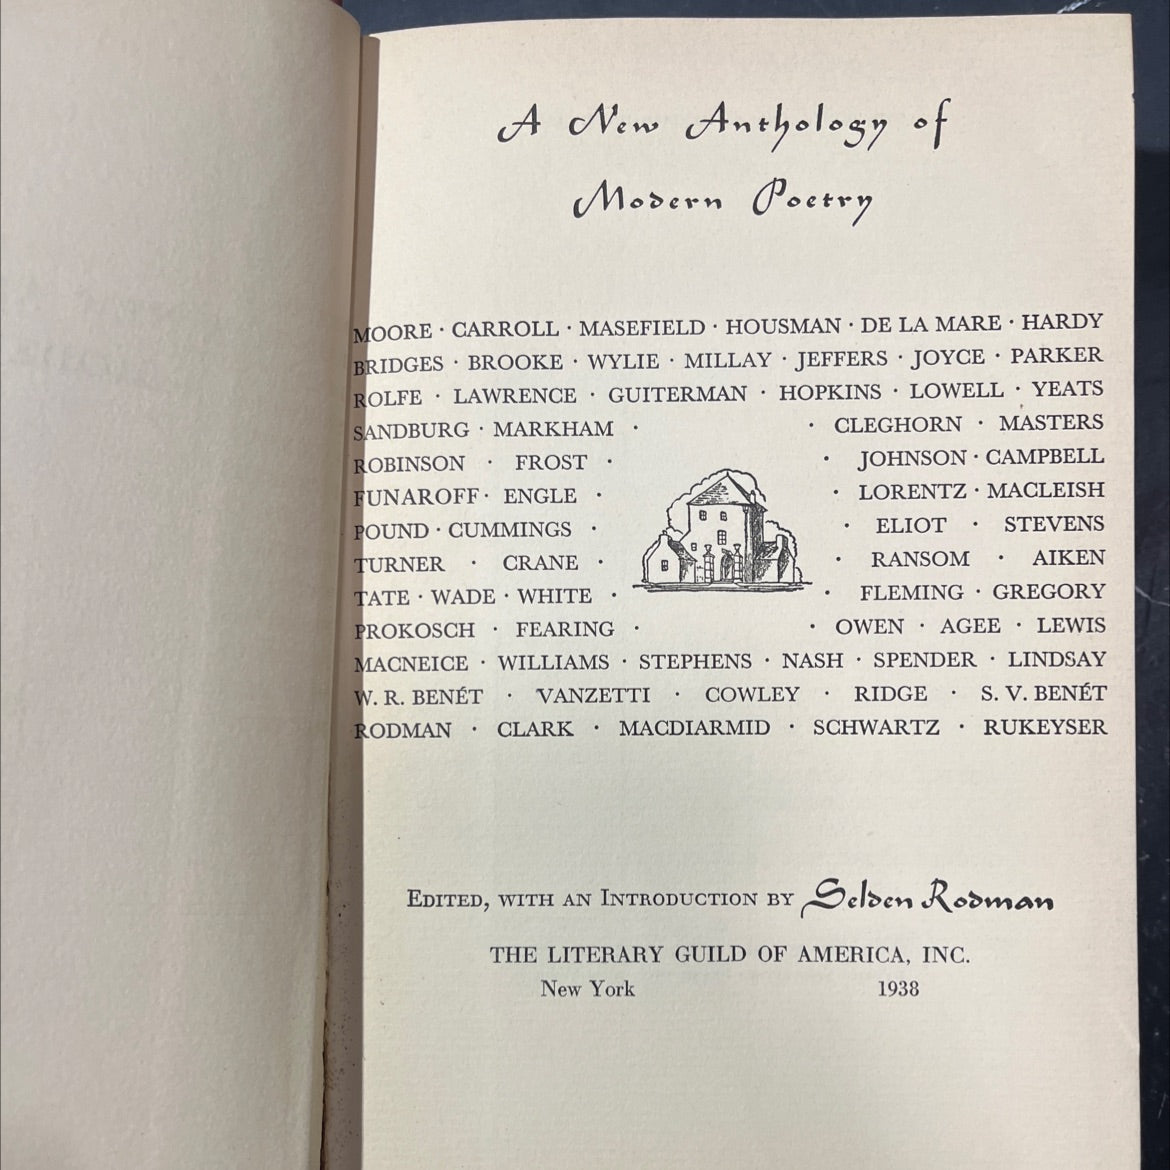 A New Anthology of
Modern Poetry
MOORE · CARROLL · MASEFIELD · HOUSMAN · DE LA MARE · HARDY
BRIDGES · BROOKE · WYLIE · MILLAY · JEFFERS · JOYCE · PARKER
ROLFE · LAWRENCE · GUITERMAN · HOPKINS · LOWELL · YEATS
SANDBURG · MARKHAM · · CLEGHORN · MASTERS
ROBINSON · FROST · · JOHNSON · CAMPBELL
FUNAROFF · ENGLE · · LORENTZ · MACLEISH
POUND · CUMMINGS · · ELIOT · STEVENS
TURNER · CRANE · · RANSOM · AIKEN
TATE · WADE · WHITE · · FLEMING · GREGORY
PROKOSCH · FEARING · · OWEN · AGEE · LEWIS
MACNEICE · WILLIAMS · STEPHENS · NASH · SPENDER · LINDSAY
W. R. BENÉT · VANZETTI · COWLEY · RIDGE · S. V. BENÉT
RODMAN · CLARK · MACDIARMID · SCHWARTZ · RUKEYSER
EDITED, WITH AN INTRODUCTION BY Selden Rodman
THE LITERARY GUILD OF AMERICA, INC.
New York 1938